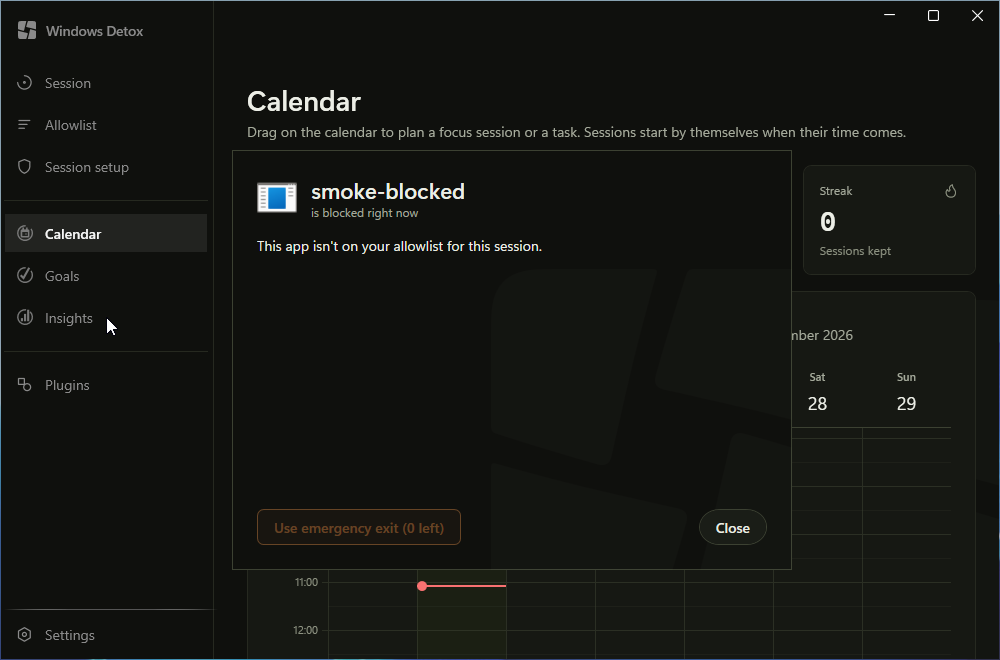 Windows Detox
Session
Allowlist
Session setup
Calendar
Goals
Insights
Plugins
Settings
Calendar
Drag on the calendar to plan a focus session or a task. Sessions start by themselves when their time comes.
smoke-blocked
is blocked right now
This app isn't on your allowlist for this session.
Use emergency exit (0 left)
Close
Streak
0
Sessions kept
2026
Sat
Sun
28
29
11:00
12:00